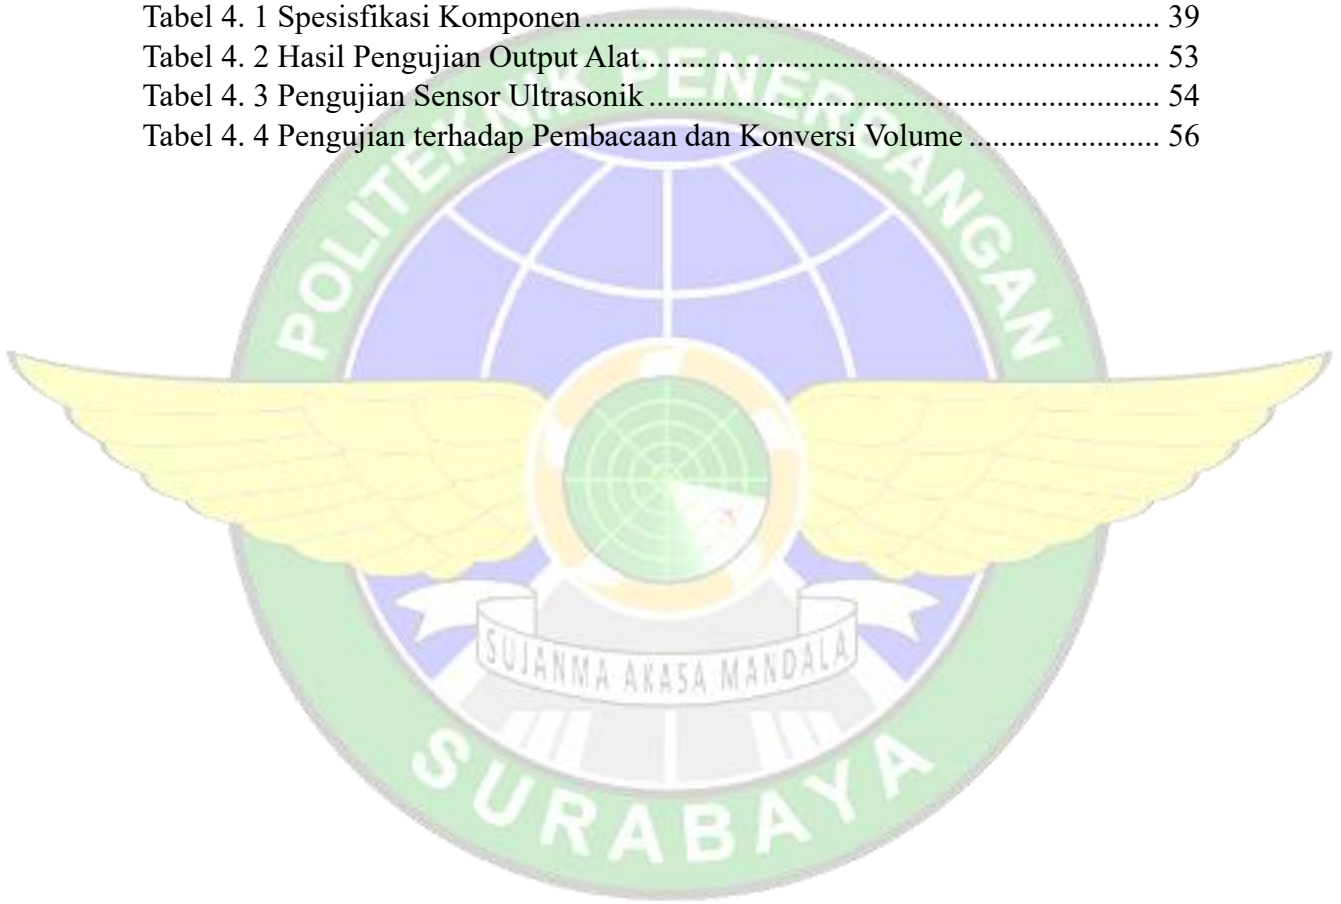 Tabel 4. 1 Spesisfikasi Komponen.................................................................. 39
Tabel 4. 2 Hasil Pengujian Output Alat........................................................... 53
Tabel 4. 3 Pengujian Sensor Ultrasonik.......................................................... 54
Tabel 4. 4 Pengujian terhadap Pembacaan dan Konversi Volume........................ 56
POLITEKNIK PENERBANGAN
SUJANMA AKASA MANDALA
SURABAYA